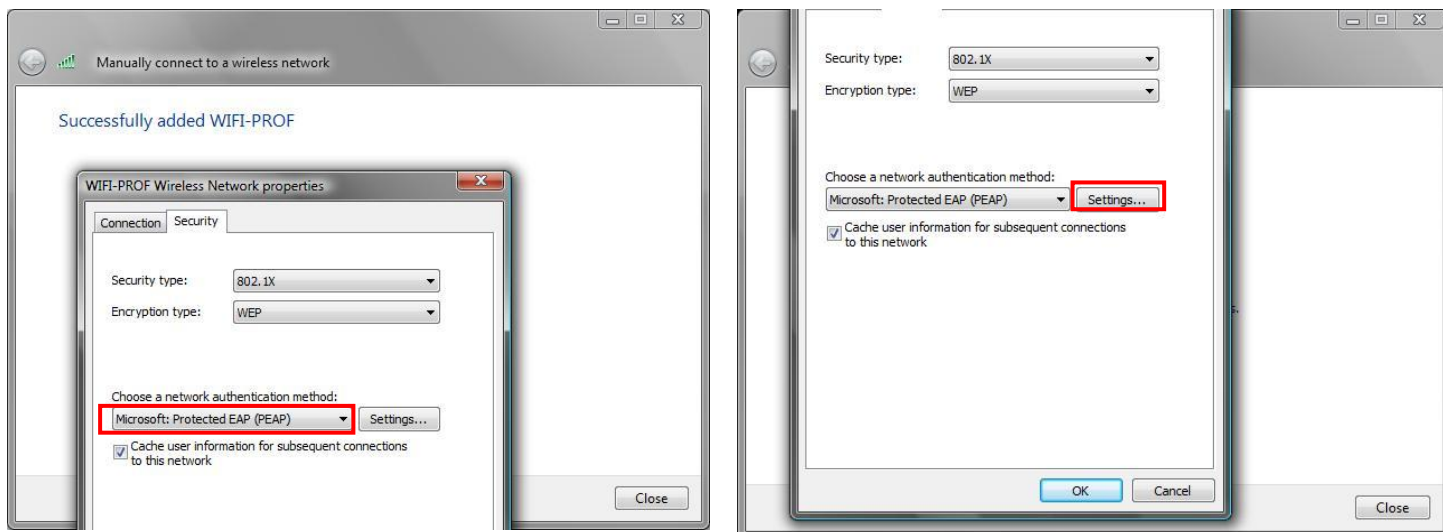 Manually connect to a wireless network
Successfully added WIFI-PROF
WIFI-PROF Wireless Network properties
Connection Security
Security type: 802.1X
Encryption type: WEP
Choose a network authentication method:
Microsoft: Protected EAP (PEAP) Settings...
Cache user information for subsequent connections
to this network
Close
Security type: 802.1X
Encryption type: WEP
Choose a network authentication method:
Microsoft: Protected EAP (PEAP) Settings...
Cache user information for subsequent connections
to this network
OK Cancel
Close